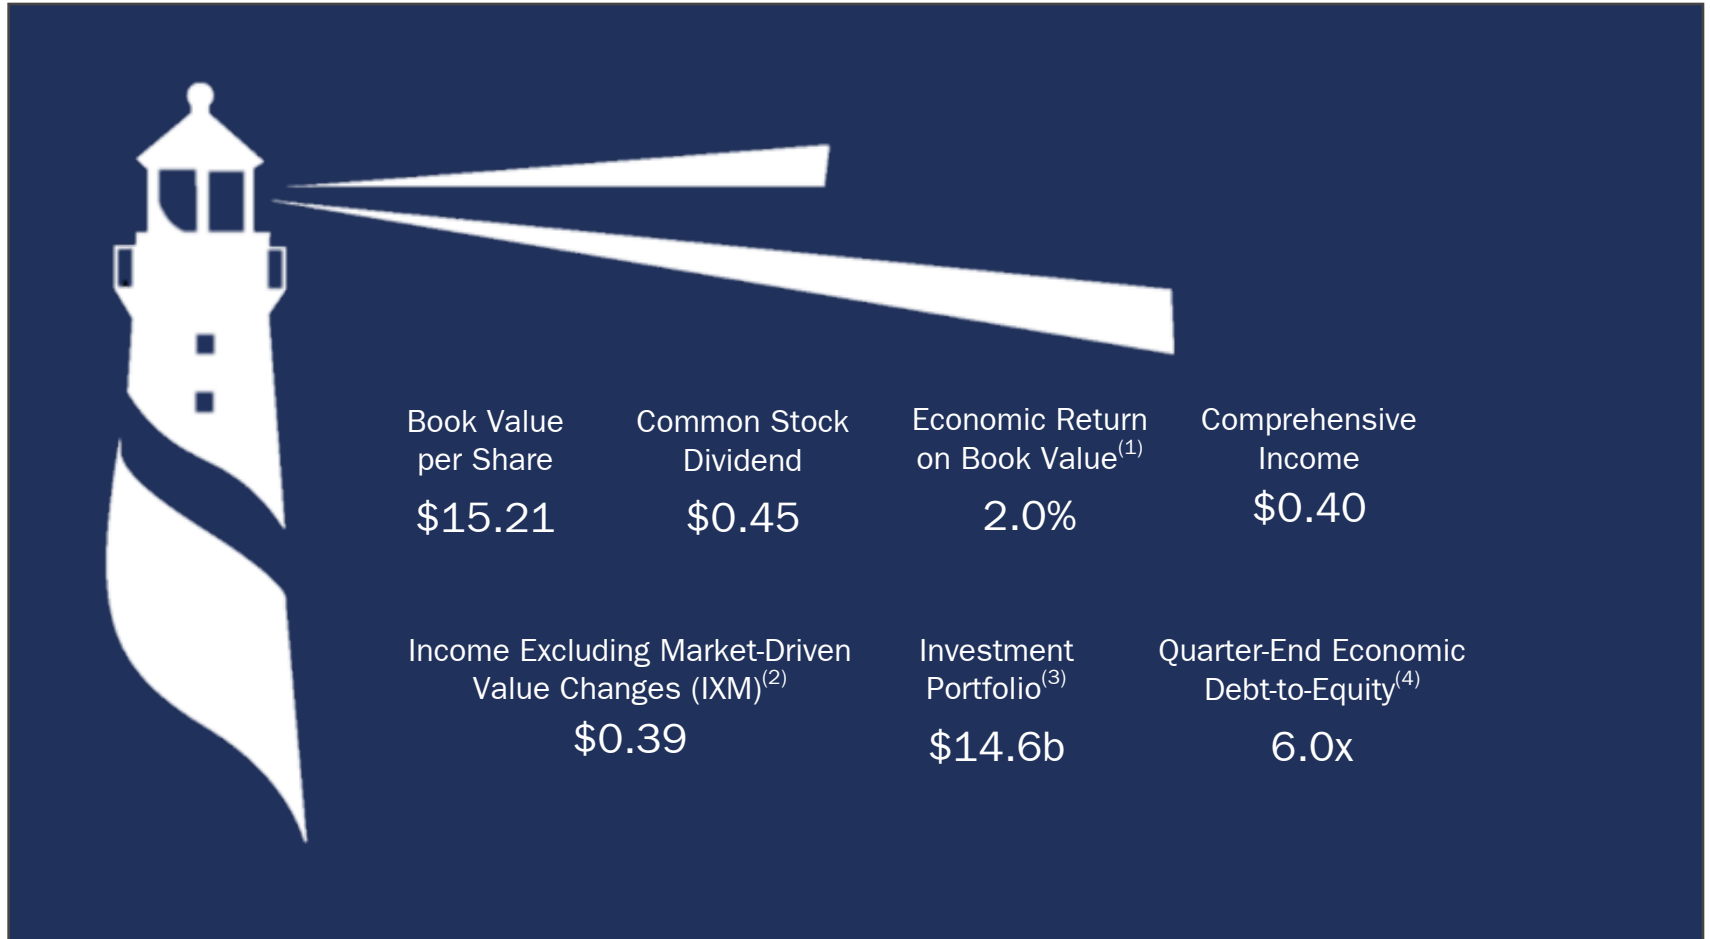 Book Value
per Share
$15.21
Common Stock
Dividend
$0.45
Economic Return
on Book Value(1)
2.0%
Comprehensive
Income
$0.40
Income Excluding Market-Driven
Value Changes (IXM)(2)
$0.39
Investment
Portfolio(3)
$14.6b
Quarter-End Economic
Debt-to-Equity(4)
6.0x